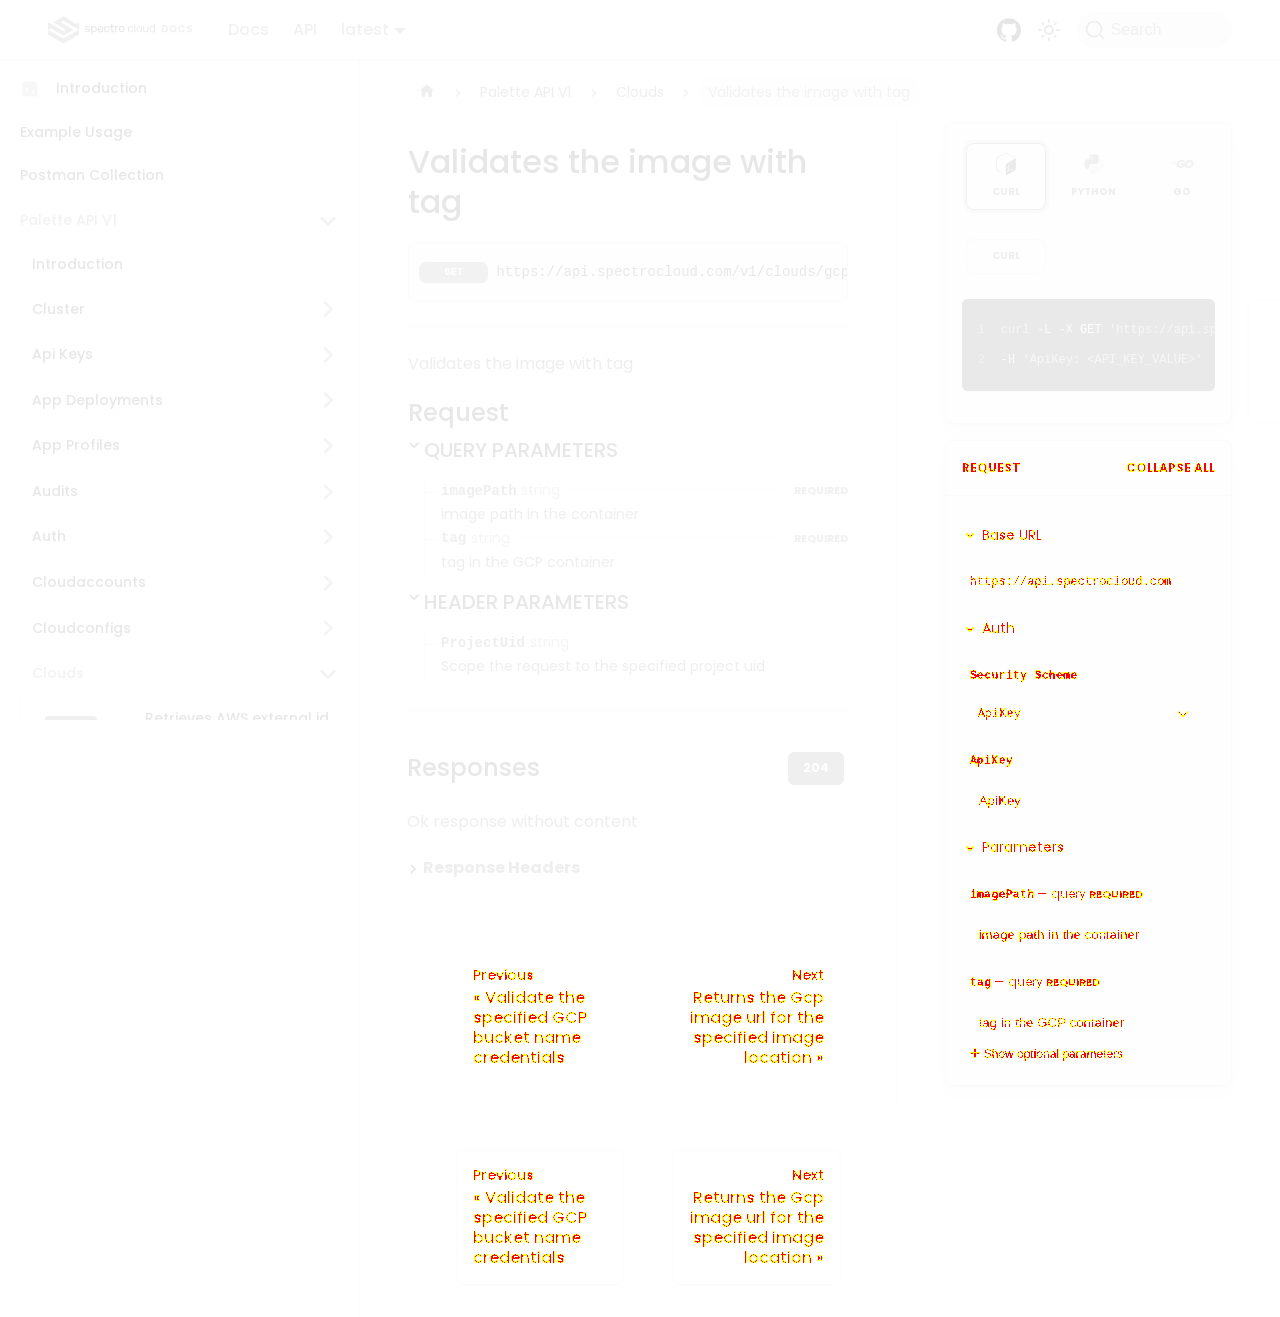 spectro cloud DOCS
Docs
API
latest
Search
Introduction
Example Usage
Postman Collection
Palette API V1
Introduction
Cluster
Api Keys
App Deployments
App Profiles
Audits
Auth
Cloudaccounts
Cloudconfigs
Clouds
Retrieves AWS external id
Palette API V1
Clouds
Validates the image with tag
Validates the image with
tag
GET https://api.spectrocloud.com/v1/clouds/gcp
Validates the image with tag
Request
QUERY PARAMETERS
imagePath string REQUIRED
image path in the container
tag string REQUIRED
tag in the GCP container
HEADER PARAMETERS
ProjectUid string
Scope the request to the specified project uid
Responses
204
Ok response without content
Response Headers
Previous
« Validate the
specified GCP
bucket name
credentials
Next
Returns the Gcp
image url for the
specified image
location »
Previous
« Validate the
specified GCP
bucket name
credentials
Next
Returns the Gcp
image url for the
specified image
location »
CURL
PYTHON
GO
CURL
1 curl -L -X GET 'https://api.sp
2 -H 'ApiKey: <API_KEY_VALUE>'
REQUEST
COLLAPSE ALL
Base URL
https://api.spectrocloud.com
Auth
Security Scheme
ApiKey
ApiKey
ApiKey
Parameters
imagePath — query REQUIRED
image path in the container
tag — query REQUIRED
tag in the GCP container
+ Show optional parameters